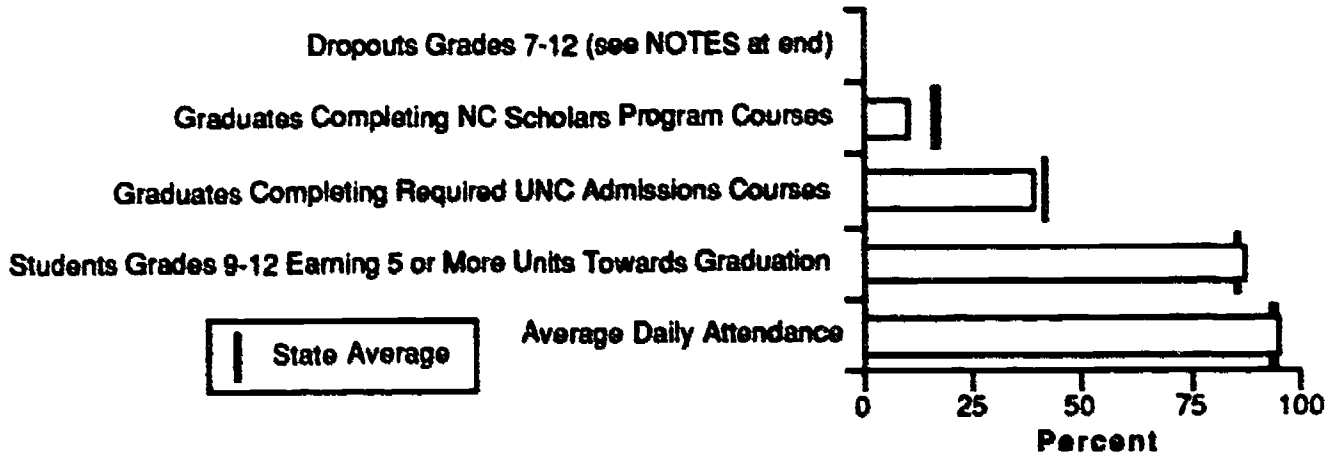 Dropouts Grades 7-12 (see NOTES at end)
Graduates Completing NC Scholars Program Courses
Graduates Completing Required UNC Admissions Courses
Students Grades 9-12 Earning 5 or More Units Towards Graduation
Average Daily Attendance
State Average
0 25 50 75 100
Percent